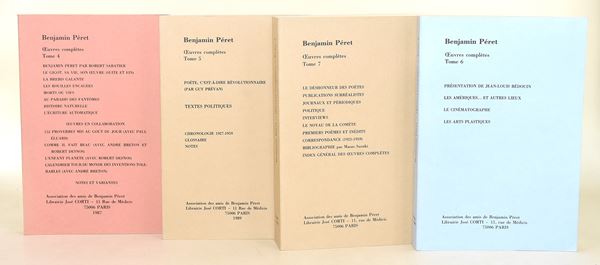 Benjamin Péret
Œuvres complètes
Tome 4
BENJAMIN PERET PAR ROBERT SABATIER
LE GIGOT, SA VIE, SON ŒUVRE (SUITE ET FIN)
LA BREBIS GALANTE
LES ROUILLES ENCAGÉES
MORTS OU VIFS
AU PARADIS DES FANTÔMES
HISTOIRE NATURELLE
L'ÉCRITURE AUTOMATIQUE
ŒUVRES EN COLLABORATION
152 PROVERBES MIS AU GOÛT DU JOUR (AVEC PAUL
ÉLUARD)
COMME IL FAIT BEAU (AVEC ANDRE BRETON ET
ROBERT DESNOS)
L'ENFANT PLANÈTE (AVEC ROBERT DESNOS)
CALENDRIER TOUR DU MONDE DES INVENTIONS TOLÉ-
RABLES (AVEC ANDRÉ BRETON)
NOTES ET VARIANTES
Association des amis de Benjamin Péret
Librairie José CORTI – 11 Rue de Médicis
75006 PARIS
1987
Benjamin Péret
Œuvres complètes
Tome 5
POÈTE, C'EST-À-DIRE RÉVOLUTIONNAIRE
(PAR GUY PRÉVAN)
TEXTES POLITIQUES
CHRONOLOGIE 1927-1959
GLOSSAIRE
NOTES
Association des amis de Benjamin Péret
Librairie José CORTI – 11 Rue de Médicis
75006 PARIS
1989
Benjamin Péret
Œuvres complètes
Tome 7
LE DÉSHONNEUR DES POÈTES
PUBLICATIONS SURRÉALISTES
JOURNAUX ET PÉRIODIQUES
POLITIQUE
INTERVIEWS
LE NOYAU DE LA COMÈTE
PREMIERS POÈMES ET INÉDITS
CORRESPONDANCE
BIBLIOGRAPHIE par Masao Suzuki
INDEX GÉNÉRAL DES ŒUVRES COMPLÈTES
Association des amis de Benjamin Péret
Librairie José CORTI – 11, rue de Médicis
75006 PARIS
Benjamin Péret
Œuvres complètes
Tome 6
PRÉSENTATION DE JEAN-LOUIS BÉDOUIN
LES AMÉRIQUES... ET AUTRES LIEUX
LE CINÉMATOGRAPHE
LES ARTS PLASTIQUES
Association des amis de Benjamin Péret
Librairie José CORTI – 11, rue de Médicis
75006 PARIS